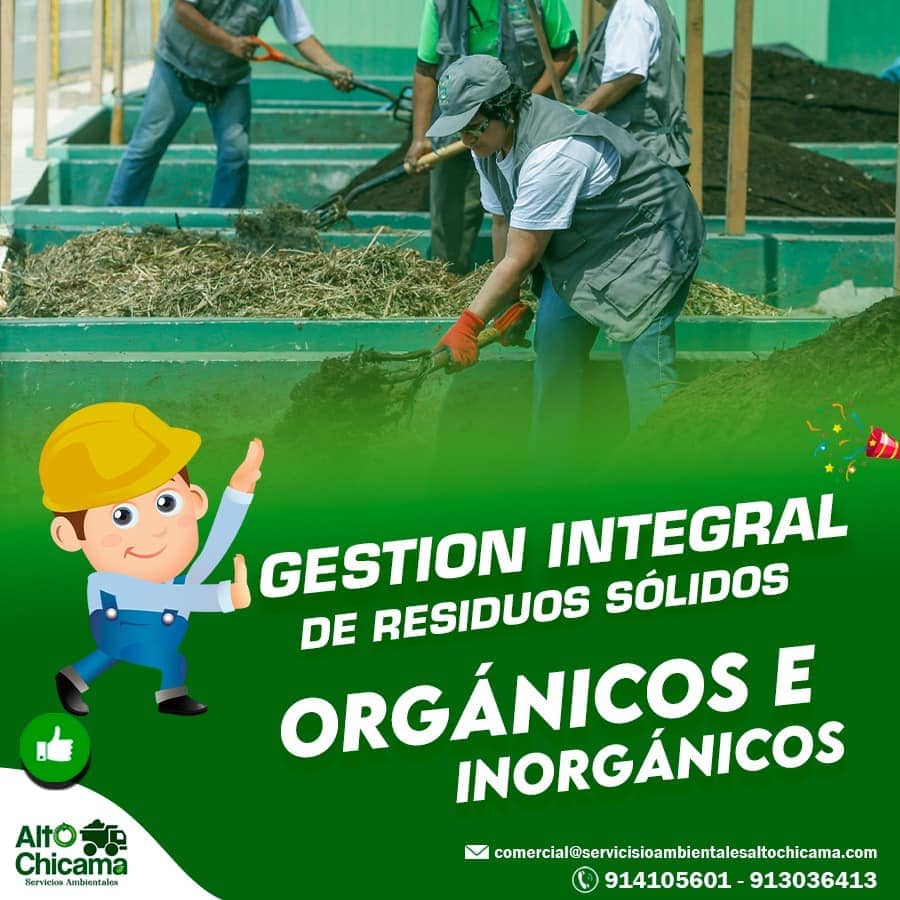 GESTION INTEGRAL
DE RESIDUOS SÓLIDOS
ORGÁNICOS E
INORGÁNICOS
Alto
Chicama
Servicios Ambientales
comercial@servicisioambientalesaltochicama.com
914105601 - 913036413